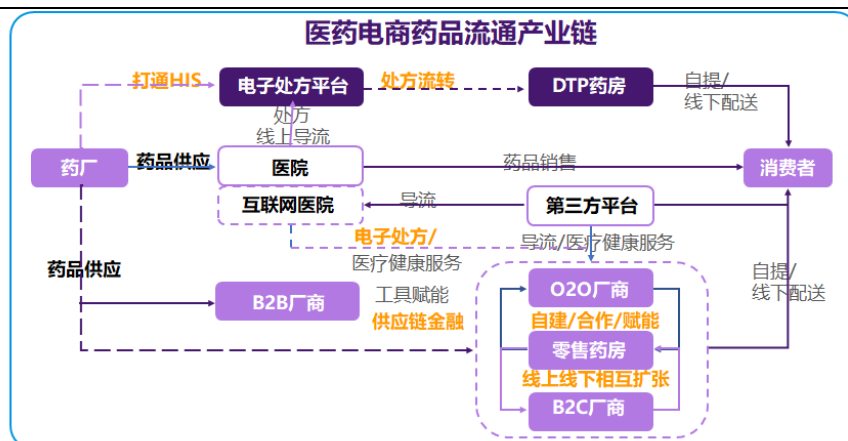 医药电商药品流通产业链
打通HIS
电子处方平台
处方流转
DTP药房
自提/
线下配送
处方
线上导流
药厂
药品供应
医院
药品销售
消费者
互联网医院
导流
第三方平台
电子处方/
医疗健康服务
导流/医疗健康服务
药品供应
自提/
线下配送
B2B厂商
工具赋能
供应链金融
O2O厂商
自建/合作/赋能
零售药房
线上线下相互扩张
B2C厂商